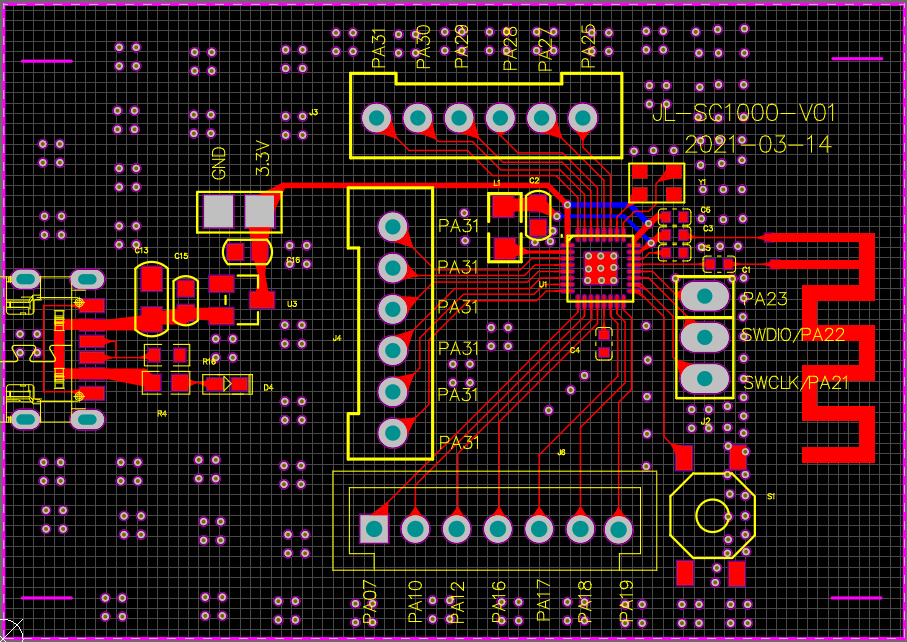 PA31
PA30
PA29
PA28
PA27
PA25
J3
JL-SC1000-V01
2021-03-14
GND
3.3V
L1
C2
Y1
C6
C3
C5
C1
U1
C13
C15
C16
U3
J4
PA31
PA31
PA31
PA31
PA31
PA31
C4
PA23
SWDIO/PA22
SWCLK/PA21
J2
R16
D4
R4
J6
S1
PA07
PA10
PA12
PA16
PA17
PA18
PA19